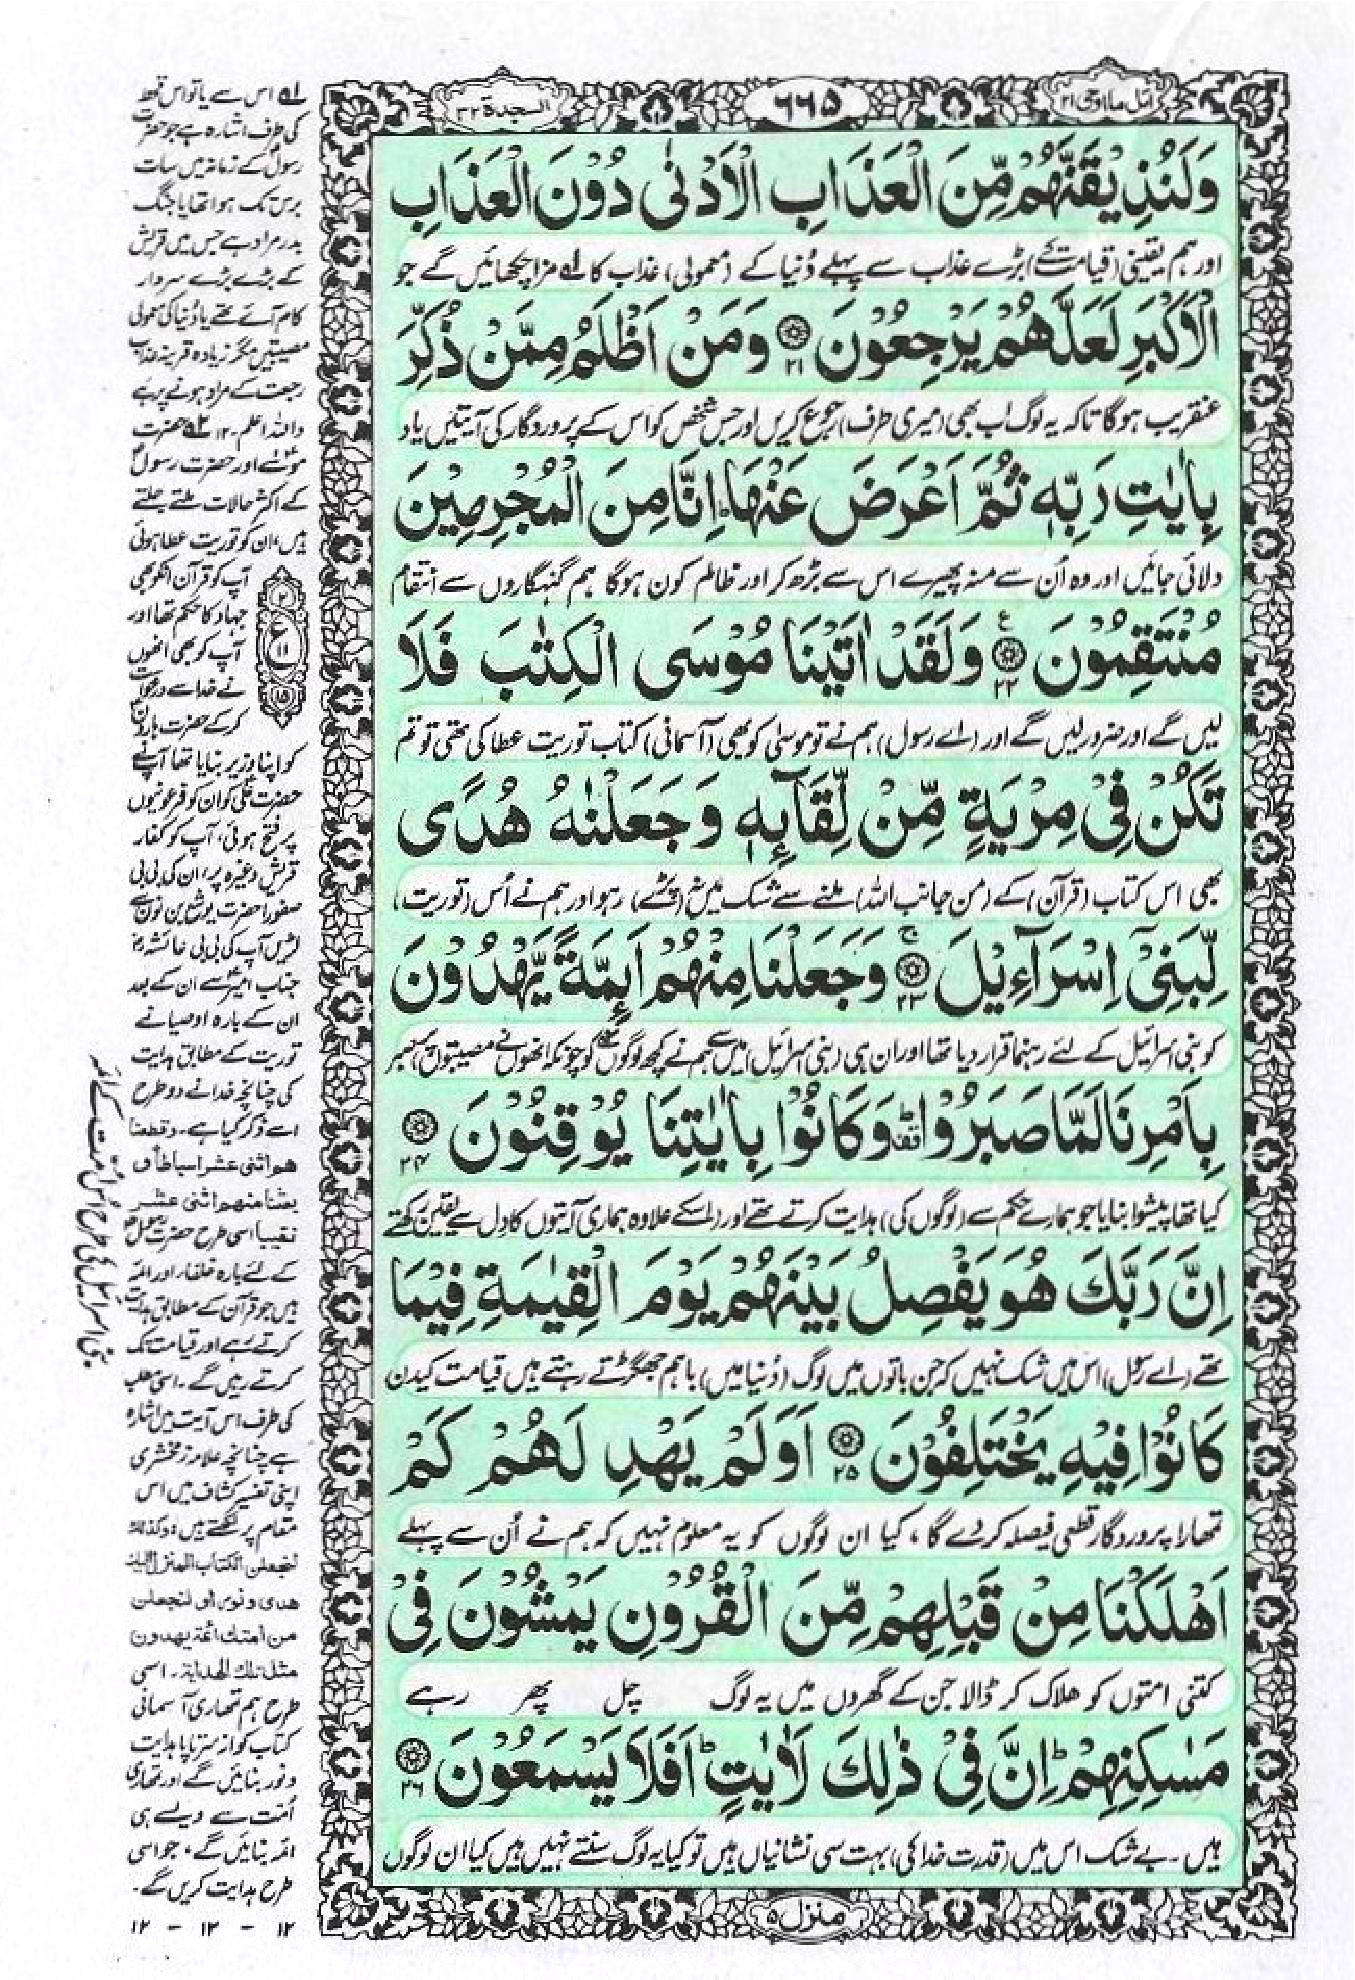 اتل ما اوحی ۲۱
۶۶۵
السجدة ۳۲
وَلَنُذِيْقَنَّهُمْ مِّنَ الْعَذَابِ الْاَدْنٰى دُوْنَ الْعَذَابِ
اور ہم یقینی (قیامت کے) بڑے عذاب سے پہلے دُنیا کے (معمولی) عذاب کا لہ مزا چکھائیں گے جو
الْاَكْبَرِ لَعَلَّهُمْ يَرْجِعُوْنَ ۲۱ وَمَنْ اَظْلَمُ مِمَّنْ ذُكِّرَ
عنقریب ہوگا تاکہ یہ لوگ اب بھی (میری طرف) رجوع کریں اور جس شخص کو اس کے پروردگار کی آیتیں یاد
بِاٰيٰتِ رَبِّهٖ ثُمَّ اَعْرَضَ عَنْهَا ؕ اِنَّا مِنَ الْمُجْرِمِيْنَ
دلائی جائیں اور وہ اُن سے منہ پھیرے اس سے بڑھ کر اور ظالم کون ہوگا ہم گنہگاروں سے انتقام
مُنْتَقِمُوْنَ ۲۲ ع وَلَقَدْ اٰتَيْنَا مُوْسَى الْكِتٰبَ فَلَا
لیں گے اور ضرور لیں گے اور (اے رسول) ہم نے تو موسیٰ کو بھی (آسمانی) کتاب توریت عطا کی تھی تو تم
تَكُنْ فِيْ مِرْيَةٍ مِّنْ لِّقَآئِهٖ وَجَعَلْنٰهُ هُدًى
بھی اس کتاب (قرآن) کے (من جانب اللہ) ملنے سے شک میں (پڑے) رہو اور ہم نے اُس (توریت)
لِّبَنِيْٓ اِسْرَآءِيْلَ ۲۳ ج وَجَعَلْنَا مِنْهُمْ اَئِمَّةً يَّهْدُوْنَ
کو بنی اسرائیل کے لئے رہنما قرار دیا تھا اور ان ہی (بنی اسرائیل) میں سے ہم نے کچھ لوگوں کو چونکہ انھوں نے مصیبتوں پر صبر
بِاَمْرِنَا لَمَّا صَبَرُوْا ؕ وَكَانُوْا بِاٰيٰتِنَا يُوْقِنُوْنَ ۲۴
کیا تھا پیشوا بنایا جو ہمارے حکم سے (لوگوں کی) ہدایت کرتے تھے اور (اسکے علاوہ ہماری آیتوں کا دل سے یقین رکھتے
اِنَّ رَبَّكَ هُوَ يَفْصِلُ بَيْنَهُمْ يَوْمَ الْقِيٰمَةِ فِيْمَا
تھے (اے رسول) اس میں شک نہیں کہ جن باتوں میں لوگ (دُنیا میں) باہم جھگڑتے رہتے ہیں قیامت کیدن
كَانُوْا فِيْهِ يَخْتَلِفُوْنَ ۲۵ اَوَلَمْ يَهْدِ لَهُمْ كَمْ
تمھارا پروردگار قطعی فیصلہ کردے گا ، کیا ان لوگوں کو یہ معلوم نہیں کہ ہم نے اُن سے پہلے
اَهْلَكْنَا مِنْ قَبْلِهِمْ مِّنَ الْقُرُوْنِ يَمْشُوْنَ فِيْ
کتنی امتوں کو ھلاک کر ڈالا جن کے گھروں میں یہ لوگ چل پھر رہے
مَسٰكِنِهِمْ ؕ اِنَّ فِيْ ذٰلِكَ لَاٰيٰتٍ ؕ اَفَلَا يَسْمَعُوْنَ ۲۶
ہیں۔ بے شک اس میں (قدرت خدا کی) بہت سی نشانیاں ہیں تو کیا یہ لوگ سنتے نہیں ہیں کیا ان لوگوں
منزل ۵
لہ اس سے یا تو اس قحط
کی طرف اشارہ ہے جو حضرت
رسولؐ کے زمانہ میں سات
برس تک ہوا تھا یا جنگ
بدر مراد ہے جس میں قریش
کے بڑے بڑے سردار
کام آئے تھے یا دُنیا کی معمولی
مصیبتیں مگر زیادہ قرینہ عذاب
رجعت کے مراد ہونے پر ہے
واللہ اعلم ۔ ۱۲ حضرت
موسٰے اور حضرت رسولؐ
کے اکثر حالات ملتے جلتے
ہیں، ان کو توریت عطا ہوئی
آپ کو قرآن انکو بھی
جہاد کا حکم تھا اور
آپ کو بھی انھوں
نے خدا سے درخواست
کر کے حضرت ہارون
کو اپنا وزیر بنایا تھا آپ نے
حضرت علیؑ کو ان کو فرعونیوں
پر فتح ہوئی، آپ کو کفار
قریش وغیرہ پر، ان کی بی بی
صفورا حضرت یوشع بن نون سے
لڑیں آپ کی بی بی عائشہ
جناب امیرؑ سے ان کے بعد
ان کے بارہ اوصیا نے
توریت کے مطابق ہدایت
کی چنانچہ خدا نے دو طرح
اسے ذکر کیا ہے۔ وقطعنا
هم اثنی عشر اسباطا و
بعثنا منهم اثنی عشر
نقیبا اسی طرح حضرت رسولؐ
کے لئے بارہ خلفاء اور ائمہ
ہیں جو قرآن کے مطابق ہدایت
کرتے رہے اور قیامت تک
کرتے رہیں گے ۔ اسی مطلب
کی طرف اس آیت میں اشارہ
ہے چنانچہ علامہ زمخشری
اپنی تفسیر کشاف میں اس
مقام پر لکھتے ہیں: وکذلك
لنجعلن الکتاب المنزل الیك
هدی و نورا ولنجعلن
من امتك ائمة یهدون
مثل تلك الهدایة ۔ اسی
طرح ہم تمھاری آسمانی
کتاب کو از سرتاپا ہدایت
و نور بنائیں گے اور تمھاری
اُمت سے ویسے ہی
ائمہ بنائیں گے ، جو اسی
طرح ہدایت کریں گے۔
۱۲ - ۱۲ - ۱۲
۲
ع
۱۱
۱۵